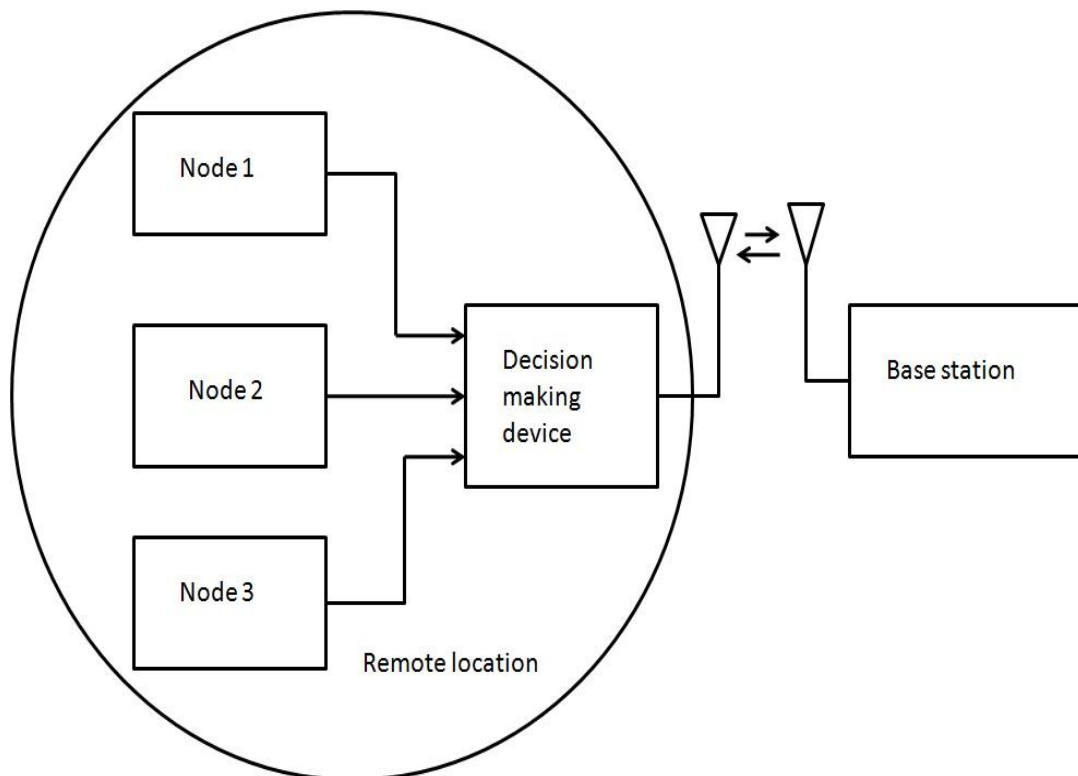 Node 1
Node 2
Node 3
Decision
making
device
Base station
Remote location